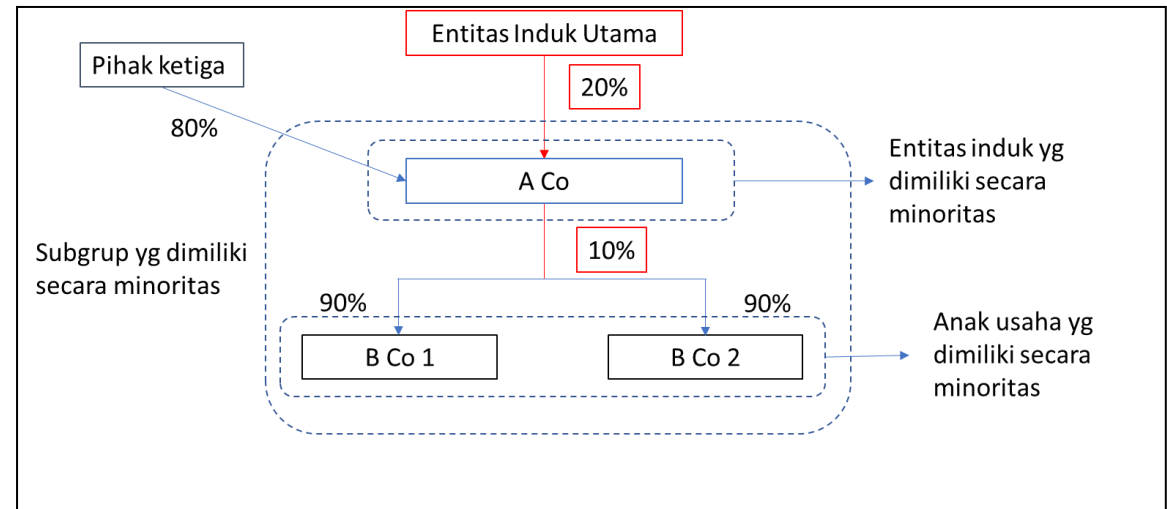 Entitas Induk Utama
Pihak ketiga
20%
80%
A Co
Entitas induk yg
dimiliki secara
minoritas
Subgrup yg dimiliki
secara minoritas
10%
90%
90%
B Co 1
B Co 2
Anak usaha yg
dimiliki secara
minoritas